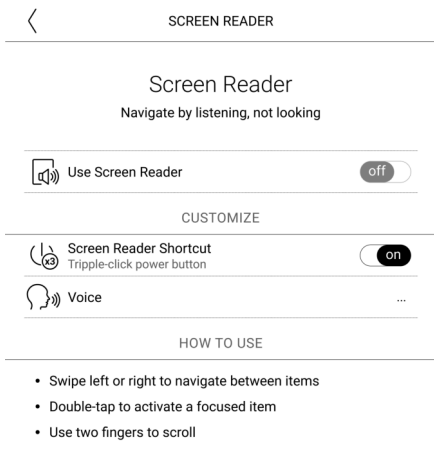 SCREEN READER
Screen Reader
Navigate by listening, not looking
Use Screen Reader
off
CUSTOMIZE
x3
Screen Reader Shortcut
Tripple-click power button
on
Voice
...
HOW TO USE
• Swipe left or right to navigate between items
• Double-tap to activate a focused item
• Use two fingers to scroll